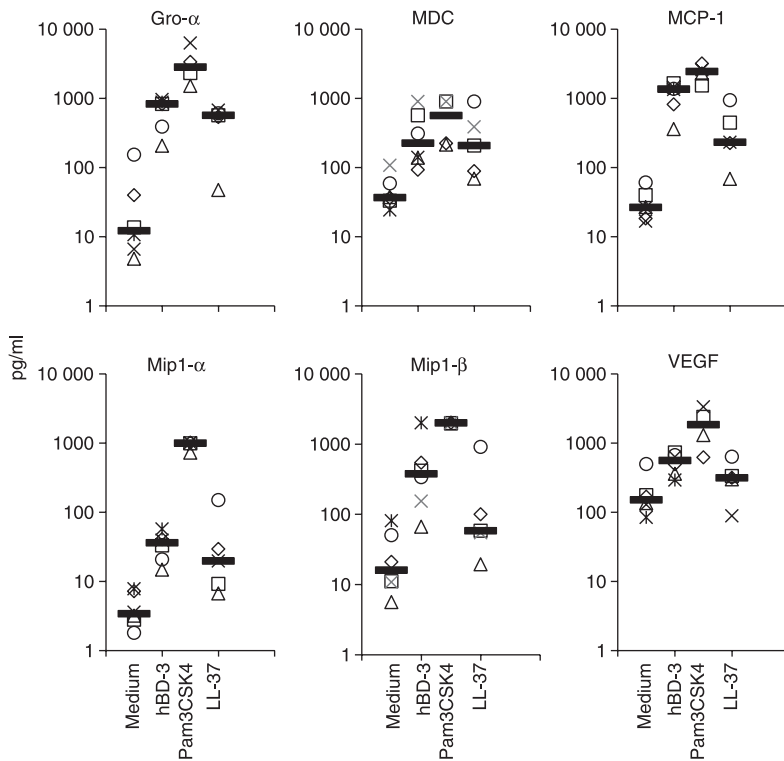 Gro-α
10 000
1000
100
10
1
MDC
10 000
1000
100
10
1
MCP-1
10 000
1000
100
10
1
pg/ml
Mip1-α
10 000
1000
100
10
1
Medium
hBD-3
Pam3CSK4
LL-37
Mip1-β
10 000
1000
100
10
1
Medium
hBD-3
Pam3CSK4
LL-37
VEGF
10 000
1000
100
10
1
Medium
hBD-3
Pam3CSK4
LL-37